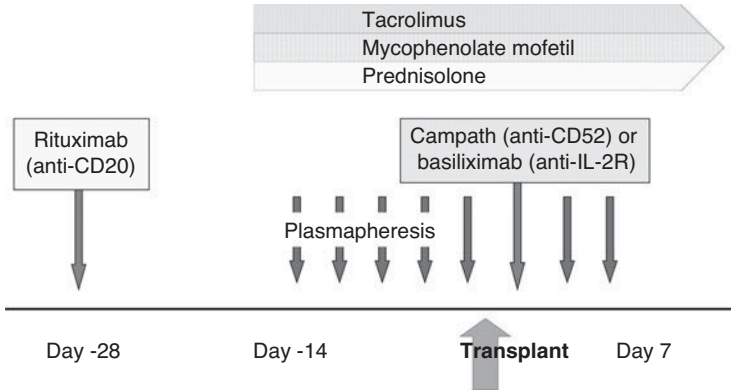 Tacrolimus
Mycophenolate mofetil
Prednisolone
Rituximab
(anti-CD20)
Campath (anti-CD52) or
basiliximab (anti-IL-2R)
Plasmapheresis
Day -28
Day -14
Transplant
Day 7